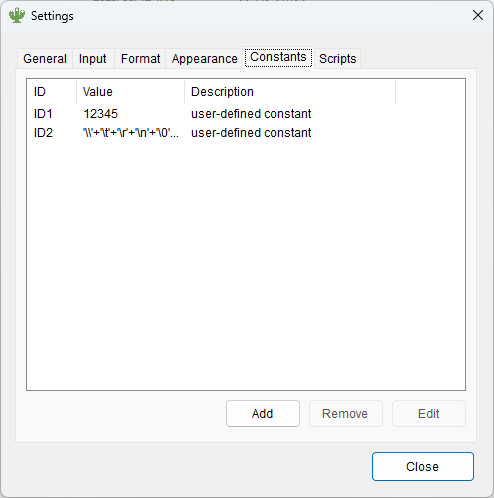 Settings
General Input Format Appearance Constants Scripts
ID Value Description
ID1 12345 user-defined constant
ID2 '\\'+'\t'+'\r'+'\n'+'\0'... user-defined constant
Add Remove Edit
Close